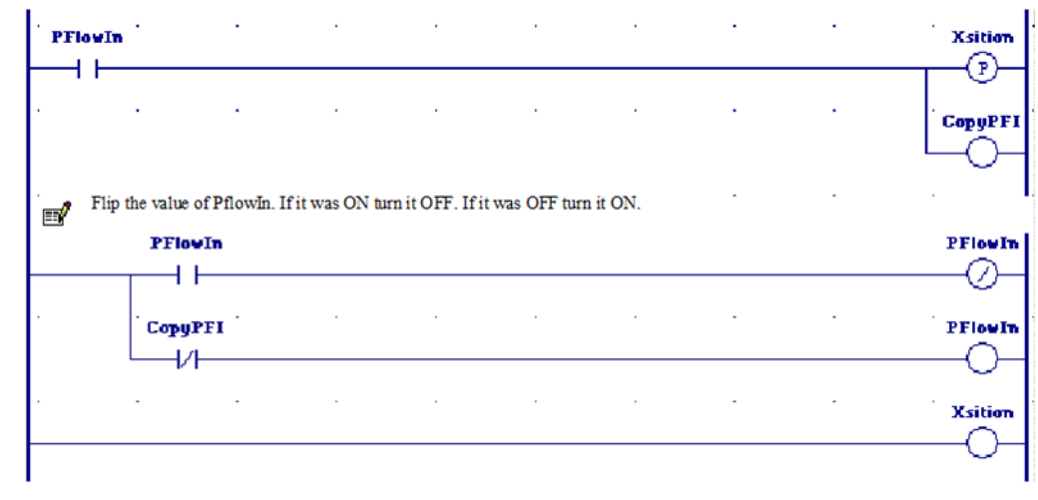 PFlowIn Xsition
P
CopyPFI
Flip the value of PflowIn. If it was ON turn it OFF. If it was OFF turn it ON.
PFlowIn PFlowIn
CopyPFI PFlowIn
Xsition